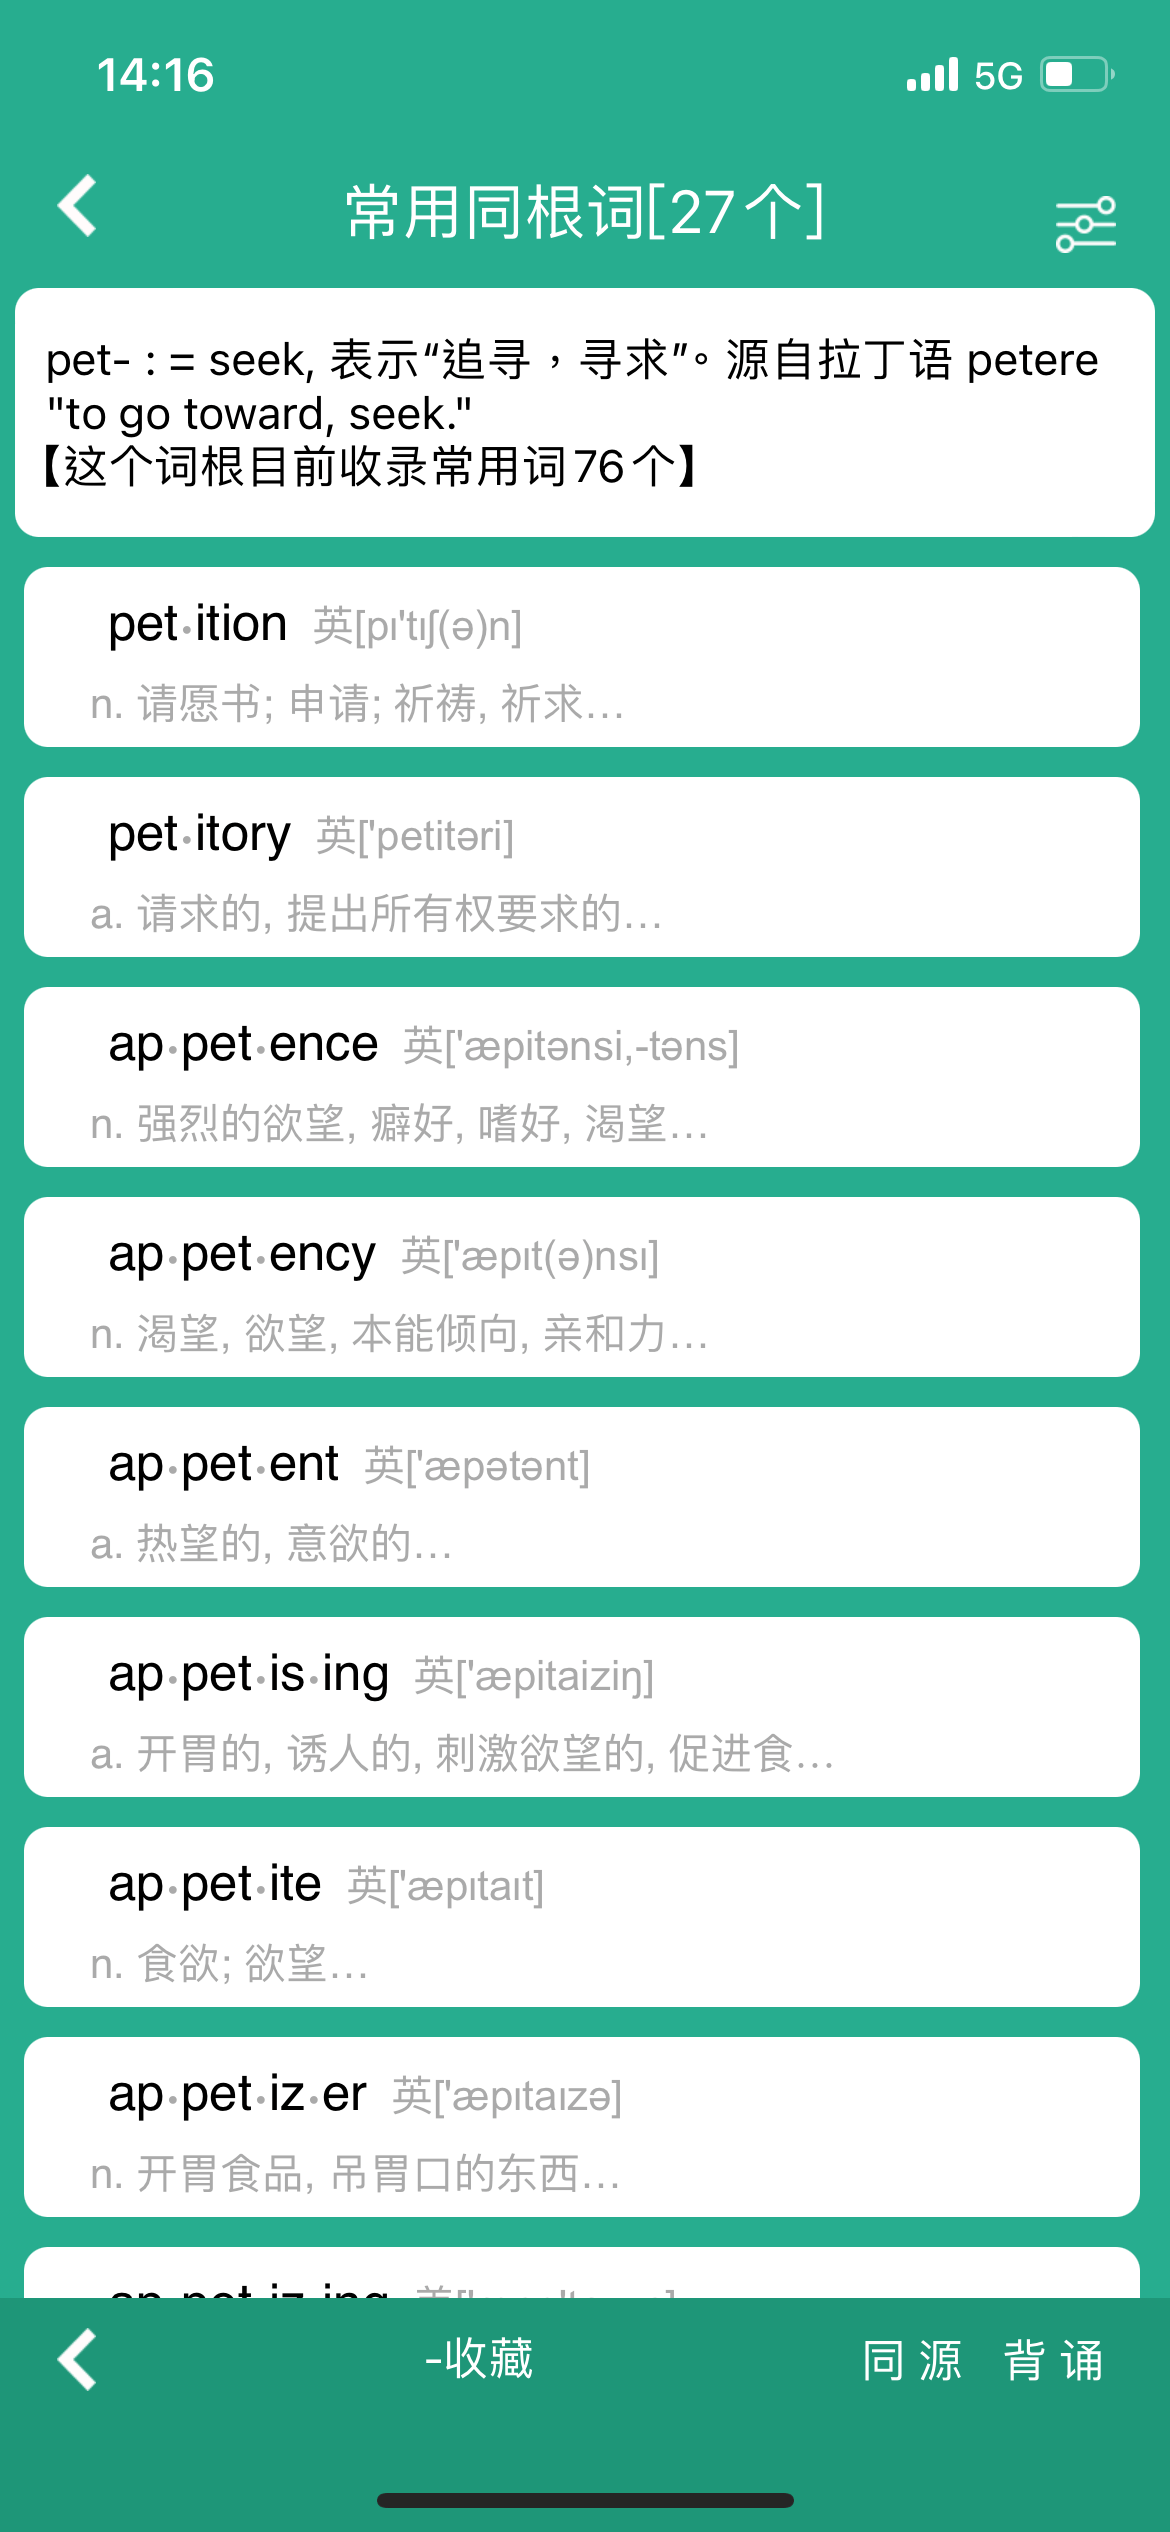 14:16
5G
常用同根词[27个]
pet- : = seek, 表示“追寻，寻求”。源自拉丁语 petere
"to go toward, seek."
【这个词根目前收录常用词76个】
pet·ition 英[pɪ'tɪʃ(ə)n]
n. 请愿书; 申请; 祈祷, 祈求...
pet·itory 英['petitəri]
a. 请求的, 提出所有权要求的...
ap·pet·ence 英['æpitənsi,-təns]
n. 强烈的欲望, 癖好, 嗜好, 渴望...
ap·pet·ency 英['æpɪt(ə)nsɪ]
n. 渴望, 欲望, 本能倾向, 亲和力...
ap·pet·ent 英['æpətənt]
a. 热望的, 意欲的...
ap·pet·is·ing 英['æpitaiziŋ]
a. 开胃的, 诱人的, 刺激欲望的, 促进食...
ap·pet·ite 英['æpɪtaɪt]
n. 食欲; 欲望...
ap·pet·iz·er 英['æpɪtaɪzə]
n. 开胃食品, 吊胃口的东西...
ap·pet·iz·ing
-收藏
同源 背诵